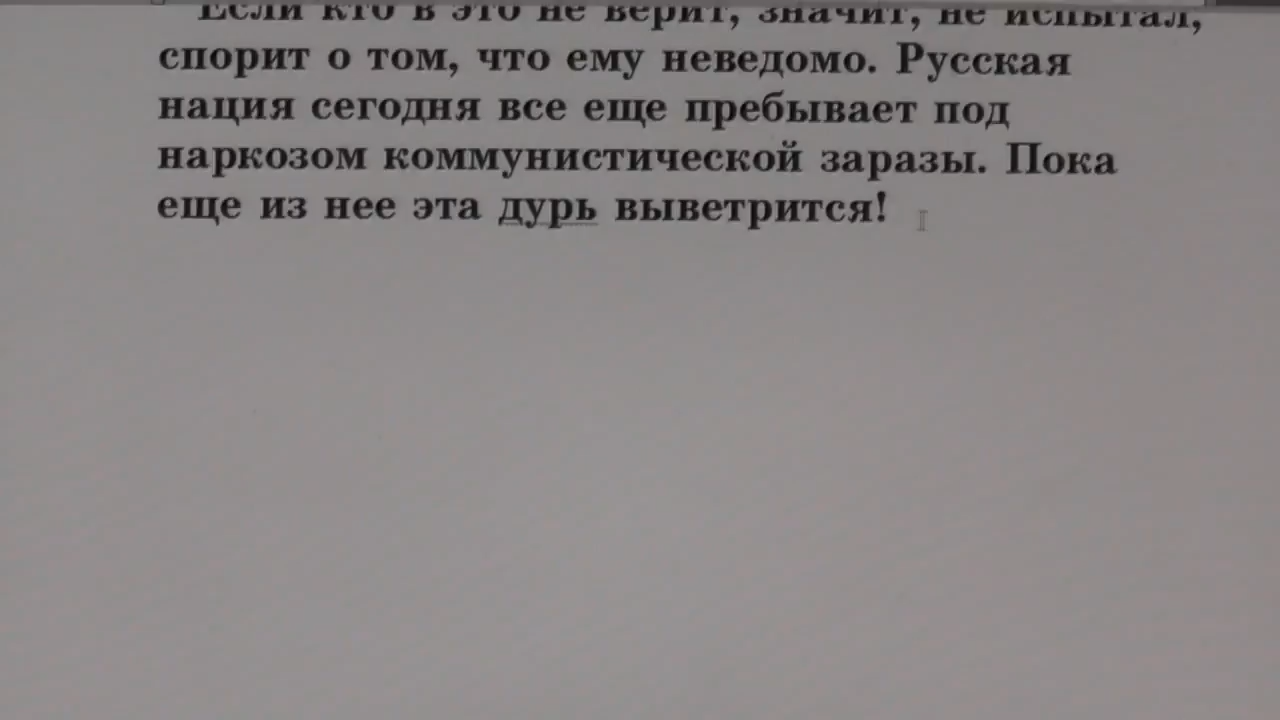 Если кто в это не верит, значит, не испытал,
спорит о том, что ему неведомо. Русская
нация сегодня все еще пребывает под
наркозом коммунистической заразы. Пока
еще из нее эта дурь выветрится!